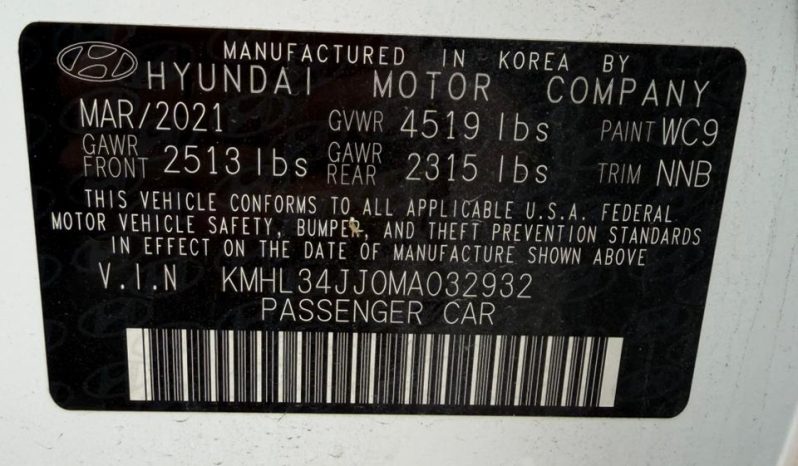 MANUFACTURED IN KOREA BY
HYUNDAI MOTOR COMPANY
MAR/2021 GVWR 4519 lbs PAINT WC9
GAWR FRONT 2513 lbs GAWR REAR 2315 lbs TRIM NNB
THIS VEHICLE CONFORMS TO ALL APPLICABLE U.S.A. FEDERAL
MOTOR VEHICLE SAFETY, BUMPER, AND THEFT PREVENTION STANDARDS
IN EFFECT ON THE DATE OF MANUFACTURE SHOWN ABOVE
V.I.N KMHL34JJ0MA032932
PASSENGER CAR